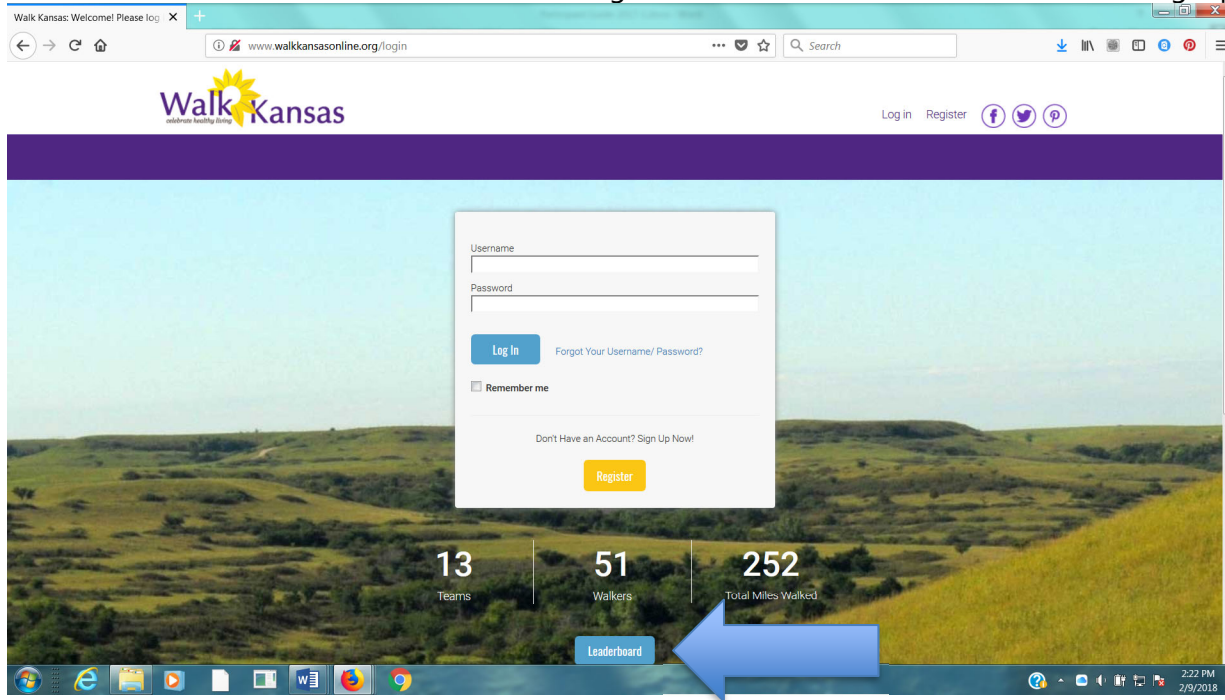 Walk Kansas: Welcome! Please log
www.walkkansasonline.org/login
Search
Walk Kansas
celebrate healthy living
Log in Register
Username
Password
Log In Forgot Your Username/ Password?
Remember me
Don't Have an Account? Sign Up Now!
Register
13 51 252
Teams Walkers Total Miles Walked
Leaderboard
2:22 PM
2/9/2018